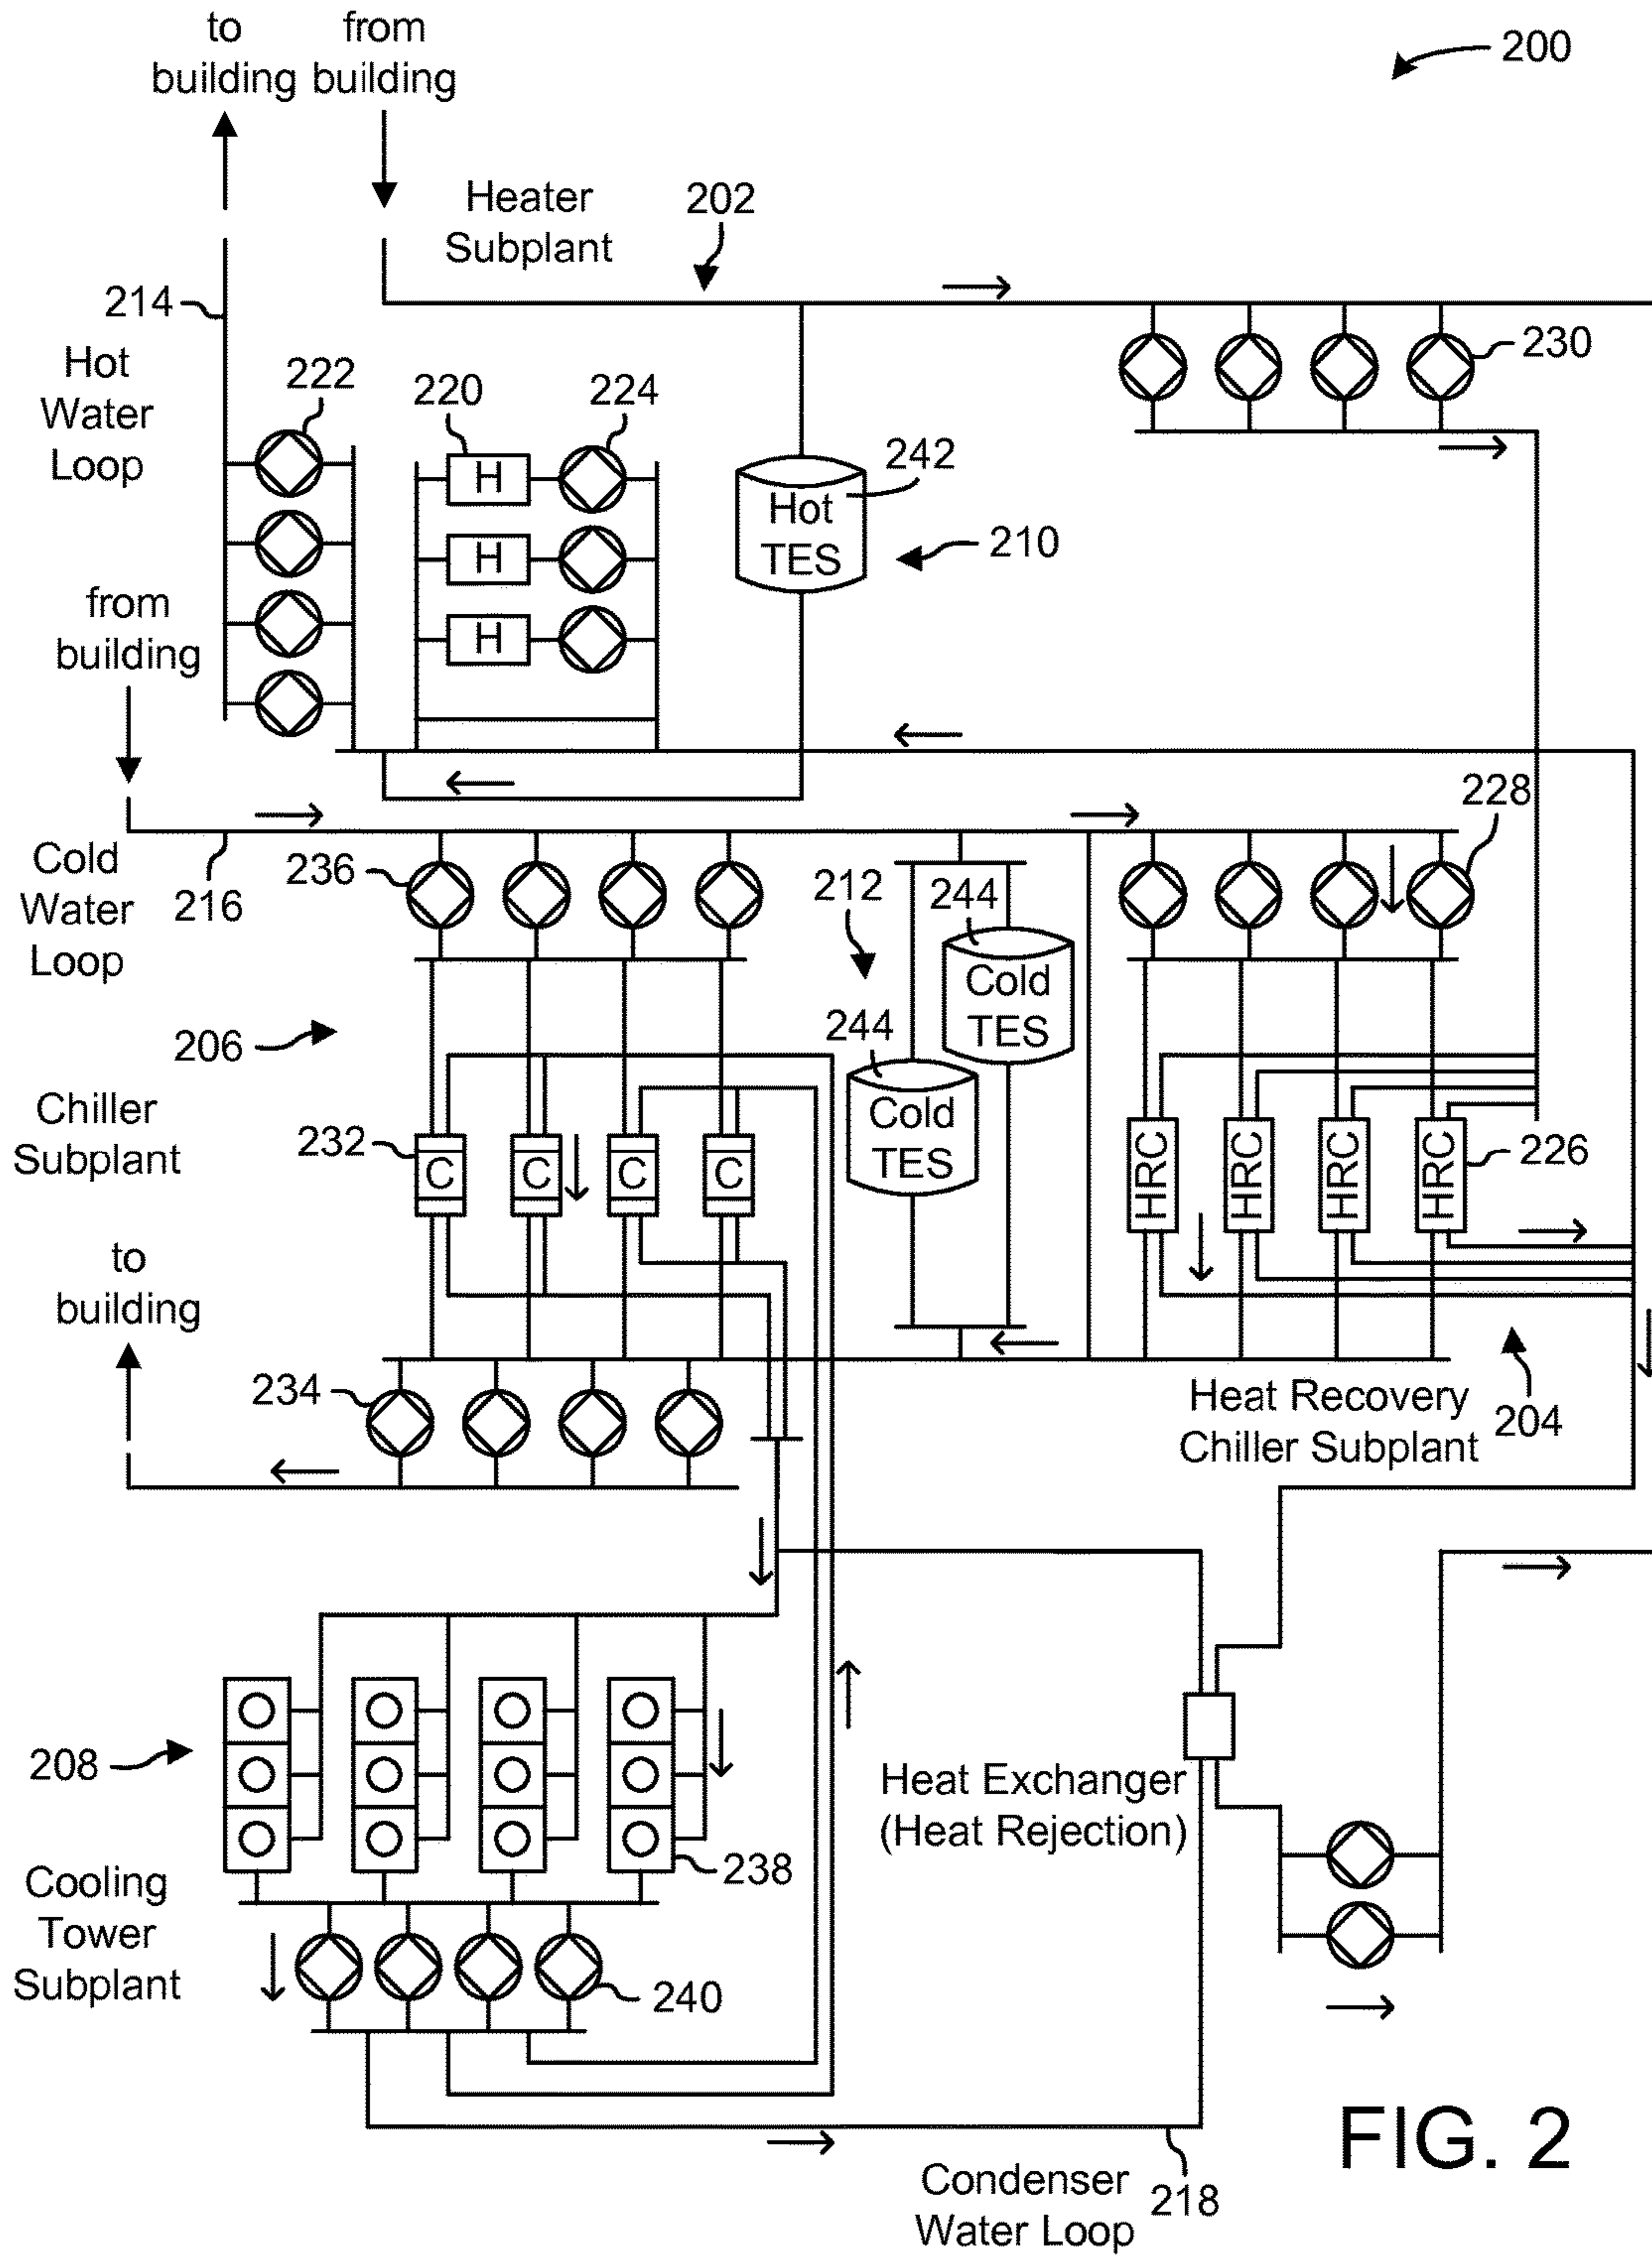 to
building
from
building
200
Heater
Subplant
202
214
Hot
Water
Loop
222
220
224
230
H
H
H
242
Hot
TES
210
from
building
228
Cold
Water
Loop
216
236
212
244
Cold
TES
244
Cold
TES
206
Chiller
Subplant
232
C
C
C
C
HRC
HRC
HRC
HRC
226
to
building
234
Heat Recovery
Chiller Subplant
204
208
238
Heat Exchanger
(Heat Rejection)
Cooling
Tower
Subplant
240
Condenser
Water Loop
218
FIG. 2